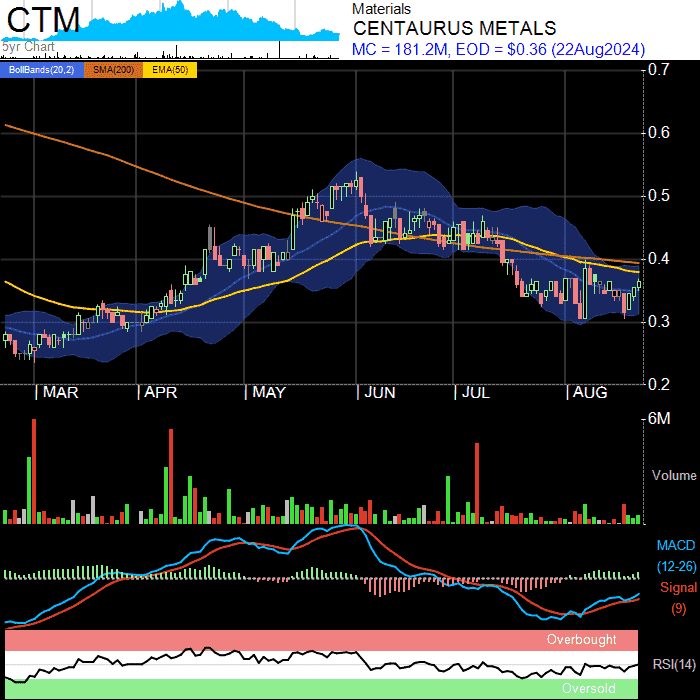 CTM
5yr Chart
Materials
CENTAURUS METALS
MC = 181.2M, EOD = $0.36 (22Aug2024)
BollBands(20,2) SMA(200) EMA(50)
0.7
0.6
0.5
0.4
0.3
0.2
MAR APR MAY JUN JUL AUG
6M
Volume
MACD
(12-26)
Signal
(9)
Overbought
RSI(14)
Oversold